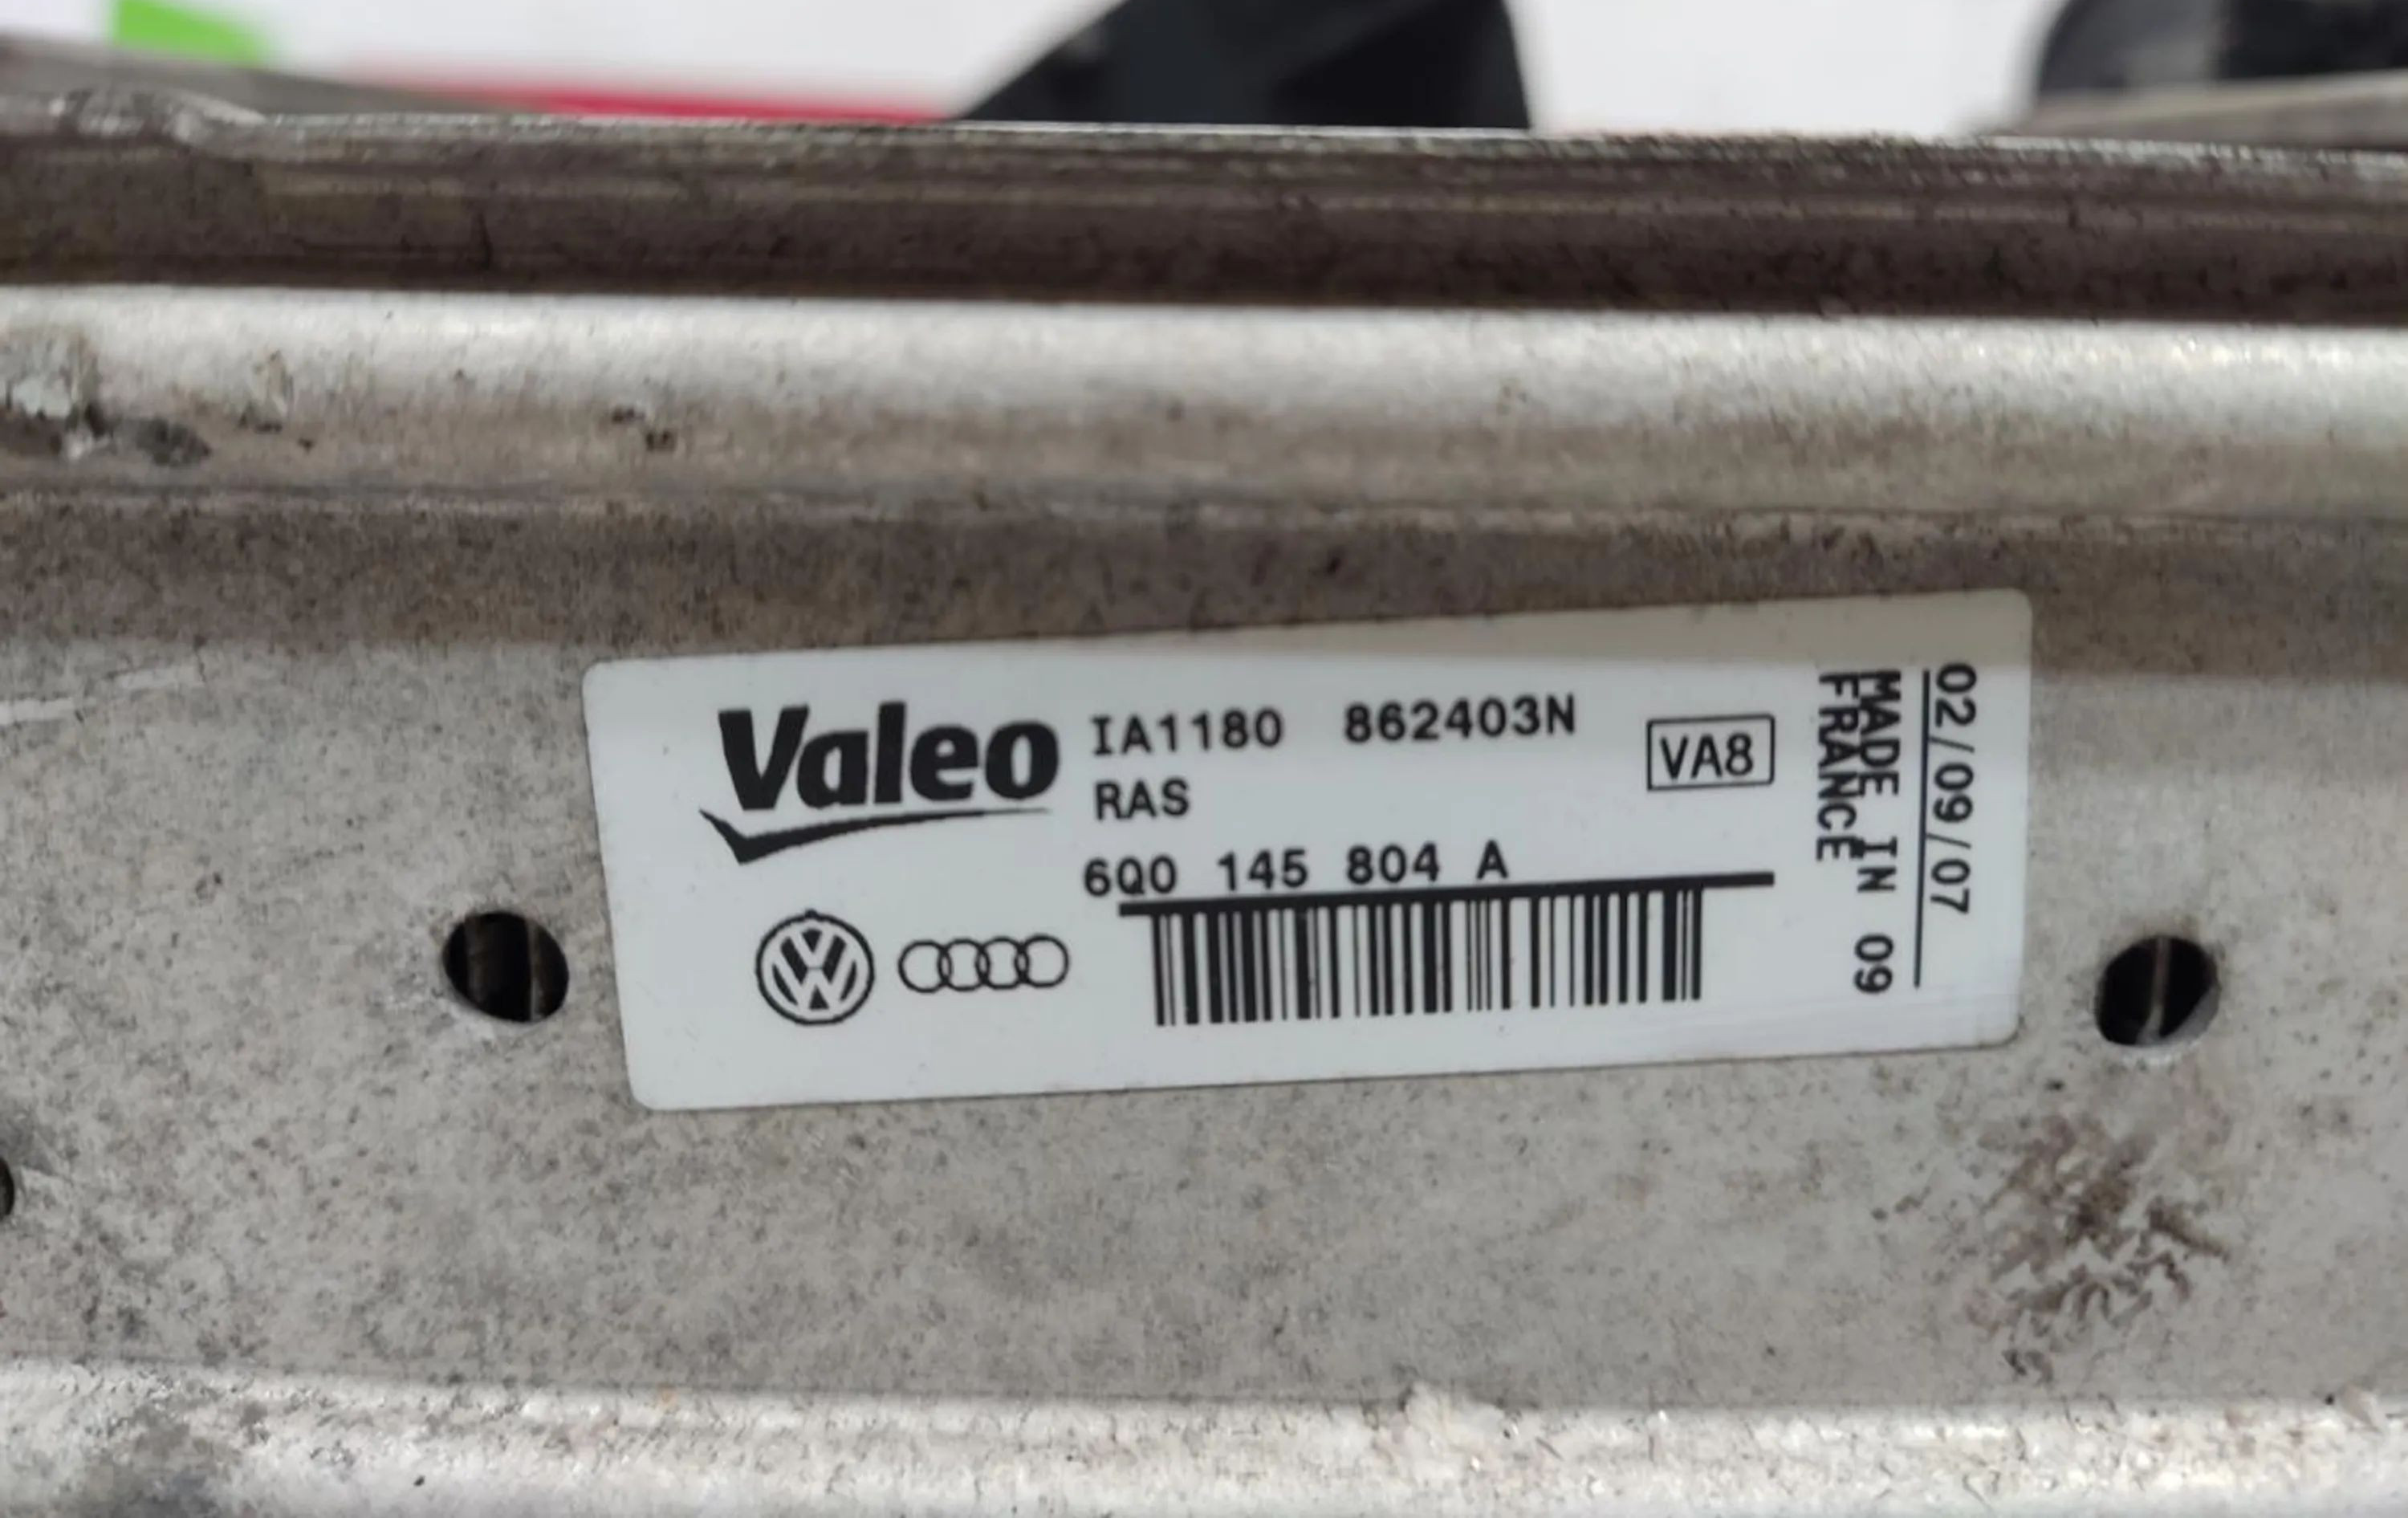 Valeo
IA1180 862403N
RAS
VA8
6Q0 145 804 A
02/09/07
MADE IN 09
FRANCE